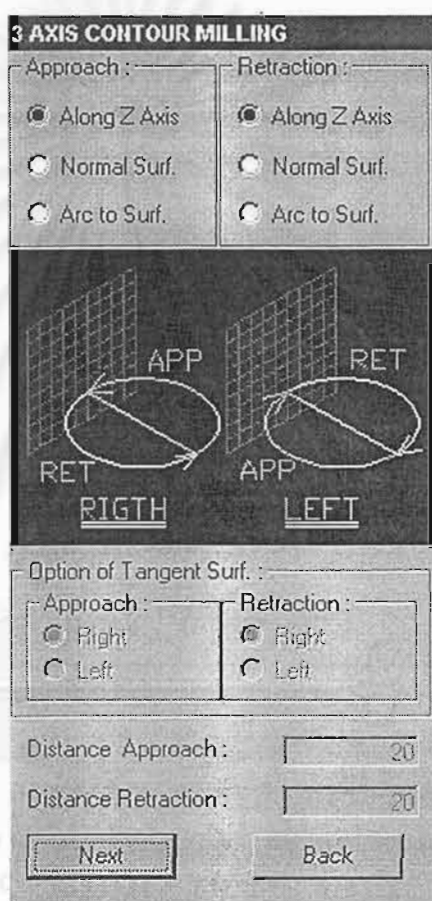 3 AXIS CONTOUR MILLING
Approach :
Retraction :
Along Z Axis
Along Z Axis
Normal Surf.
Normal Surf.
Arc to Surf.
Arc to Surf.
APP
RET
RET
APP
RIGTH
LEFT
Option of Tangent Surf. :
Approach :
Retraction :
Right
Right
Left
Left
Distance Approach :
20
Distance Retraction :
20
Next
Back